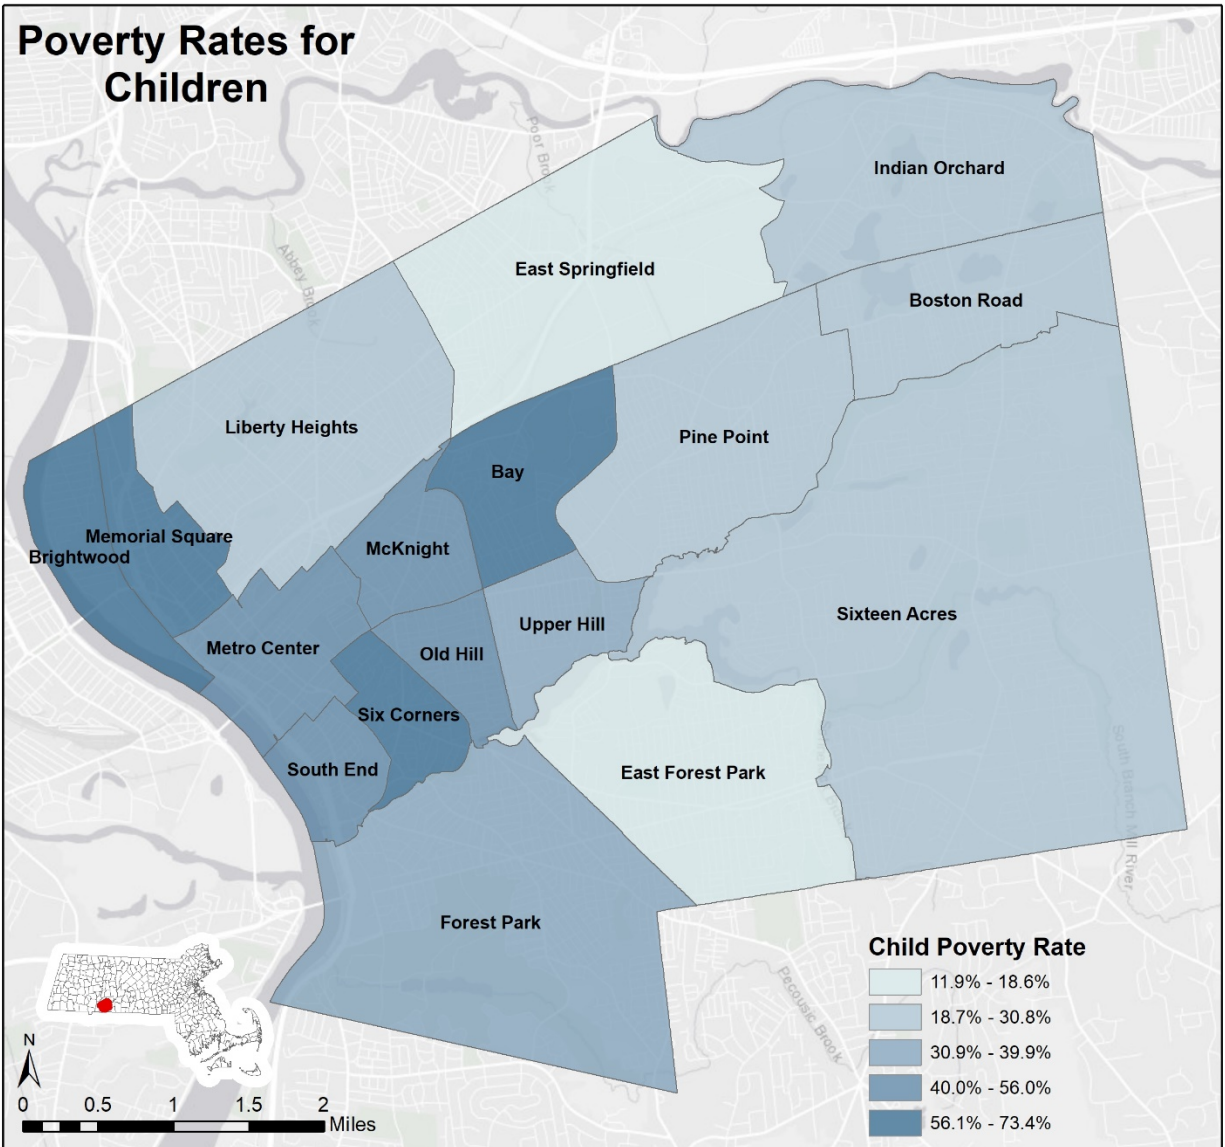 Poverty Rates for
Children
Poor Brook
Indian Orchard
Abbey Brook
East Springfield
Boston Road
Liberty Heights
Pine Point
Bay
Memorial Square
Brightwood
McKnight
Upper Hill
Sixteen Acres
Metro Center
Old Hill
Six Corners
South End
East Forest Park
South Branch Mill River
Forest Park
Pecousic Brook
Child Poverty Rate
11.9% - 18.6%
18.7% - 30.8%
30.9% - 39.9%
40.0% - 56.0%
56.1% - 73.4%
N
0 0.5 1 1.5 2
Miles